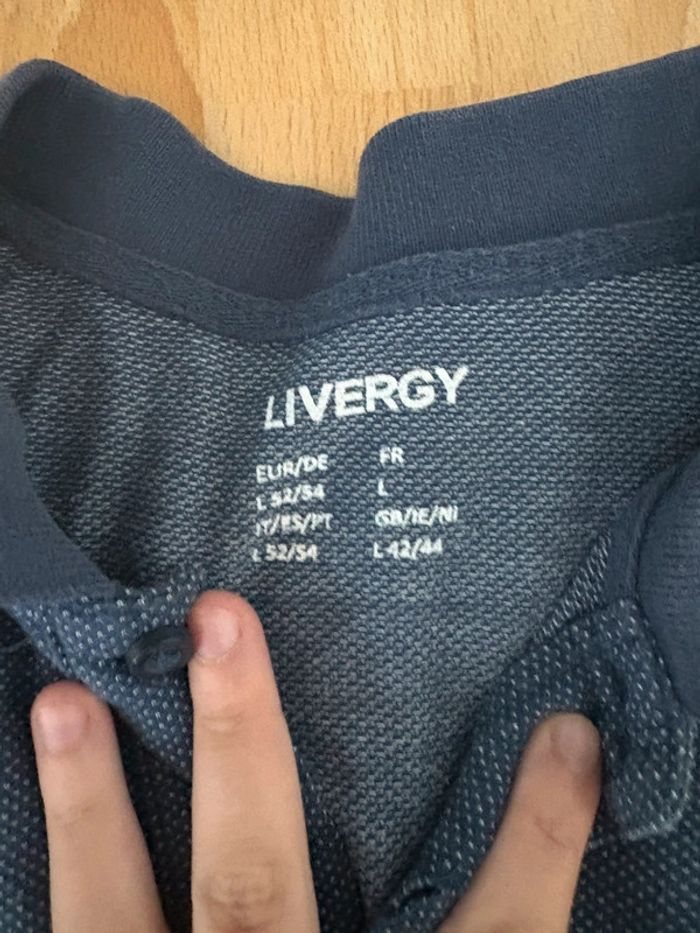 LIVERGY
EUR/DE FR
L 52/54 L
IT/ES/PT GB/IE/NI
L 52/54 L 42/44